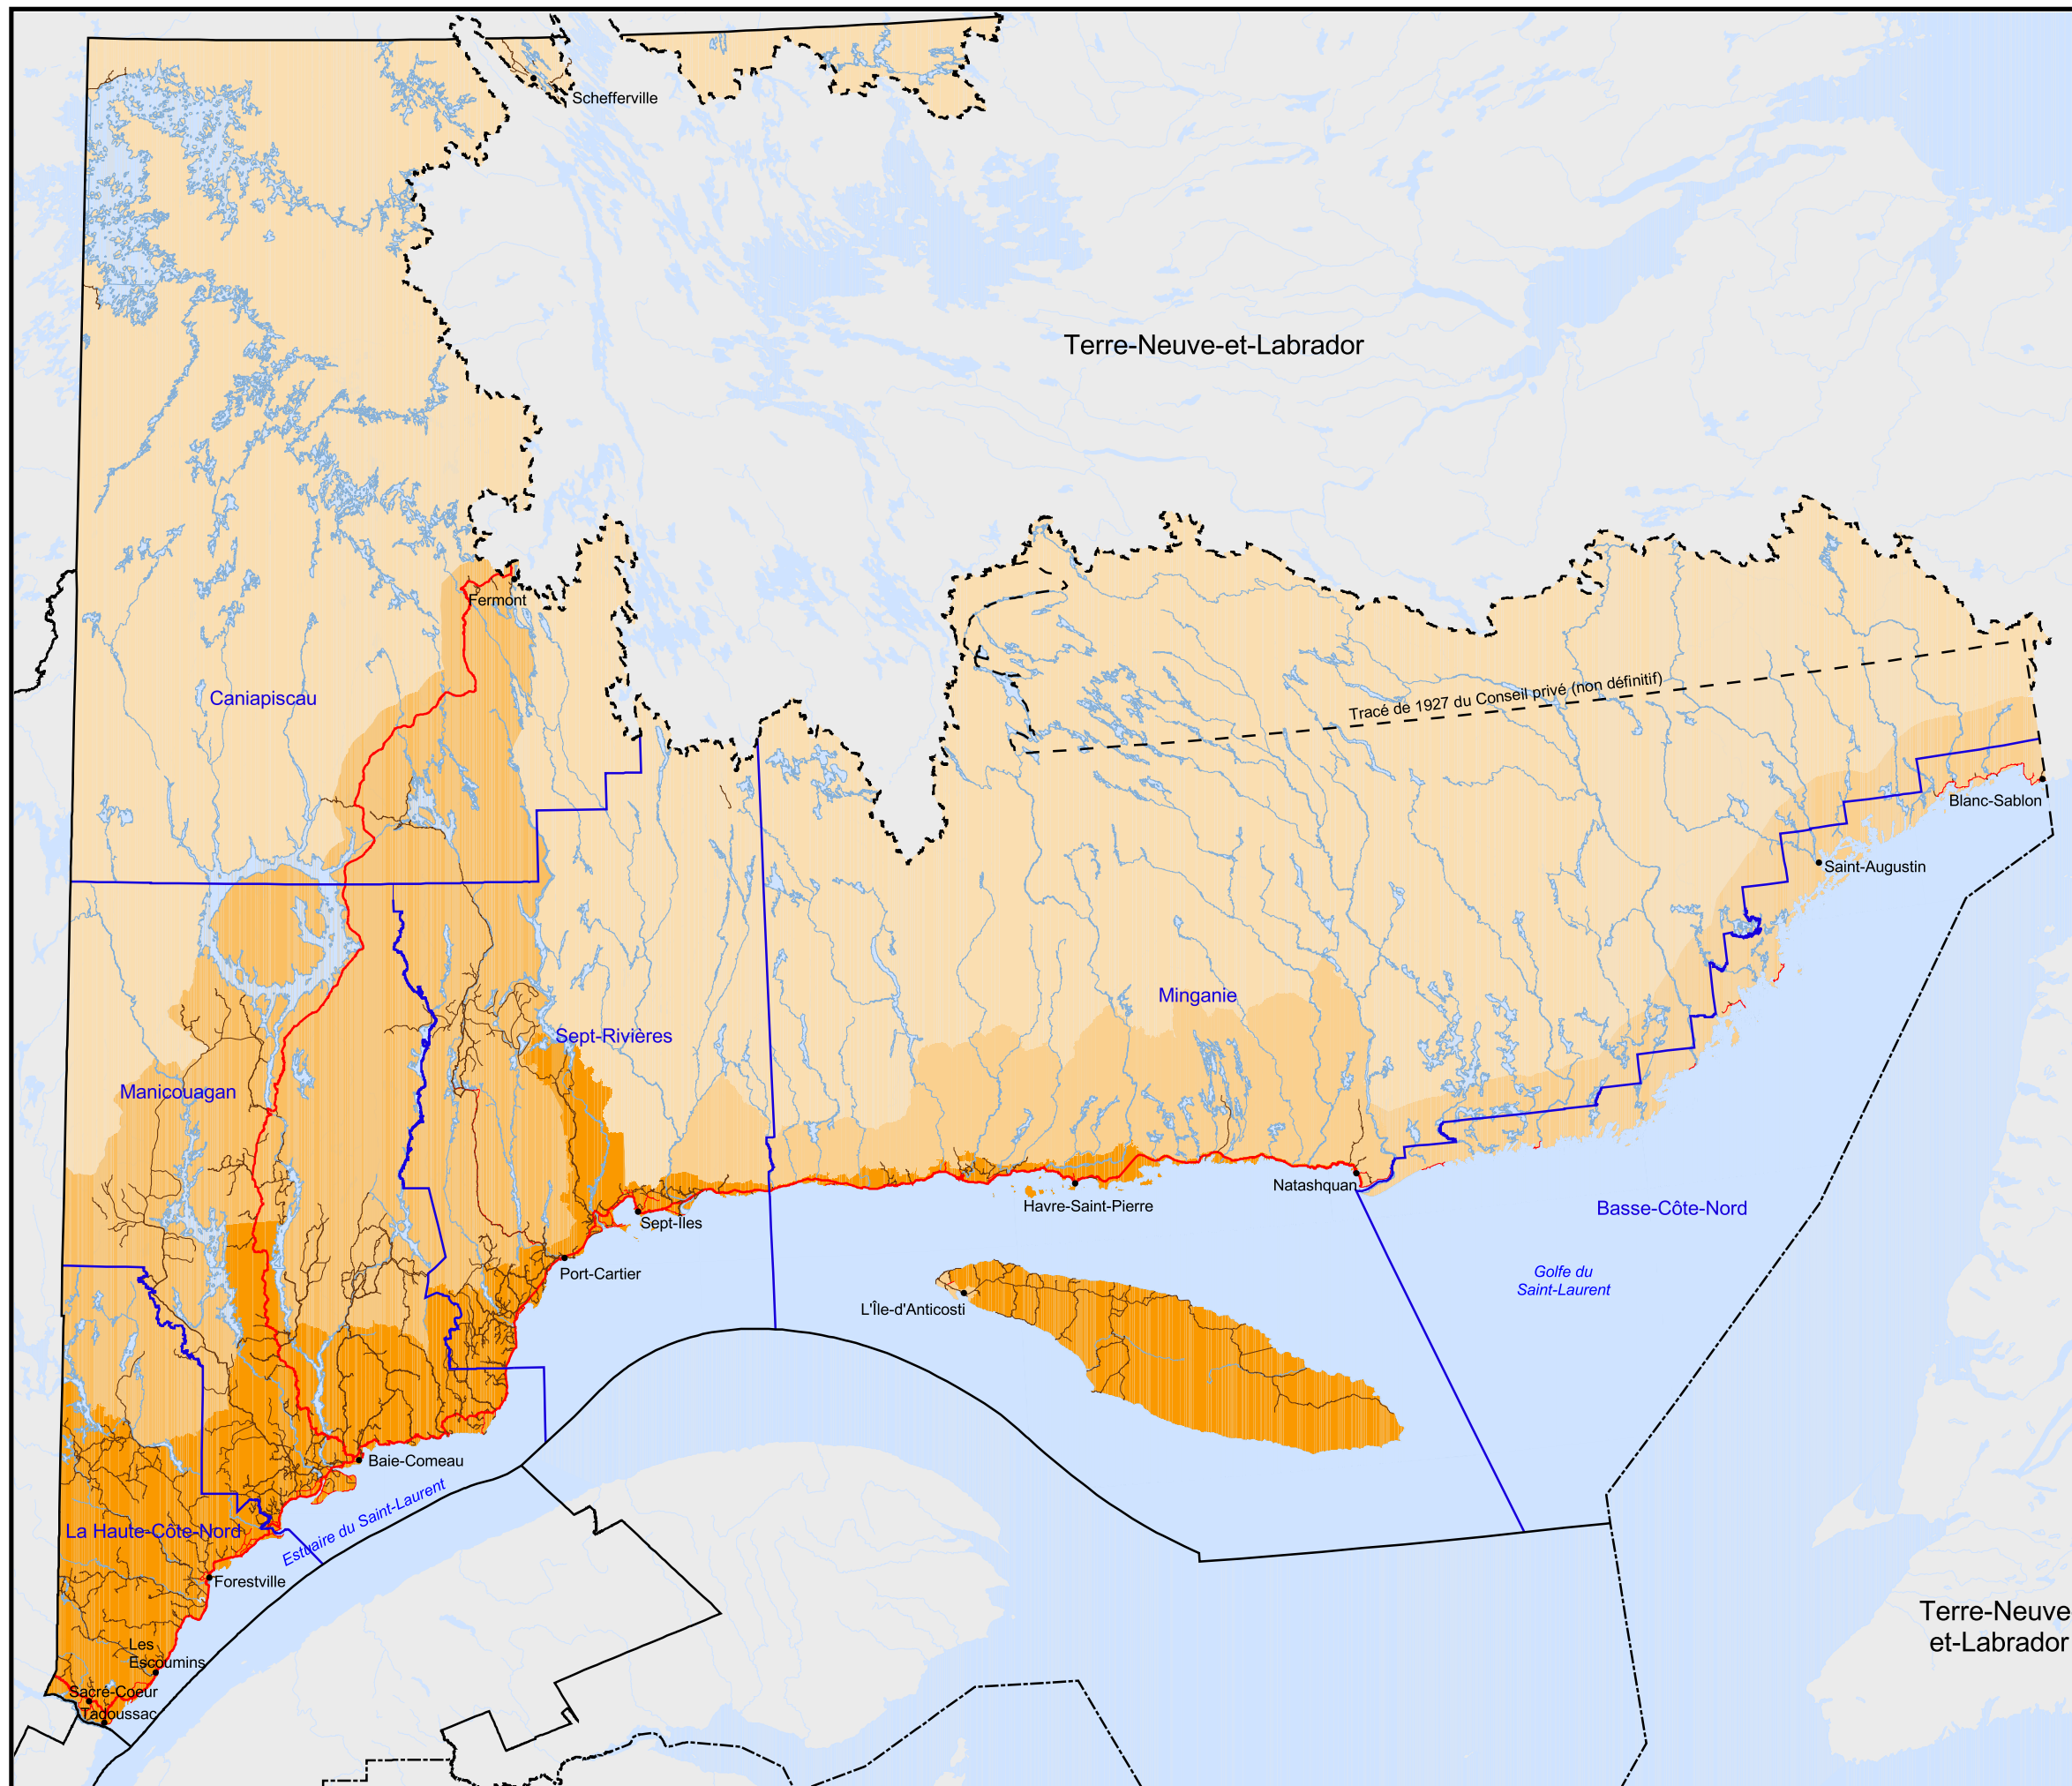 Schefferville
Terre-Neuve-et-Labrador
Fermont
Caniapiscau
Tracé de 1927 du Conseil privé (non définitif)
Blanc-Sablon
Saint-Augustin
Minganie
Sept-Rivières
Manicouagan
Natashquan
Havre-Saint-Pierre
Basse-Côte-Nord
Sept-Îles
Port-Cartier
Golfe du
Saint-Laurent
L'Île-d'Anticosti
Baie-Comeau
La Haute-Côte-Nord
Estuaire du Saint-Laurent
Forestville
Terre-Neuve
et-Labrador
Les
Escoumins
Sacré-Coeur
Tadoussac